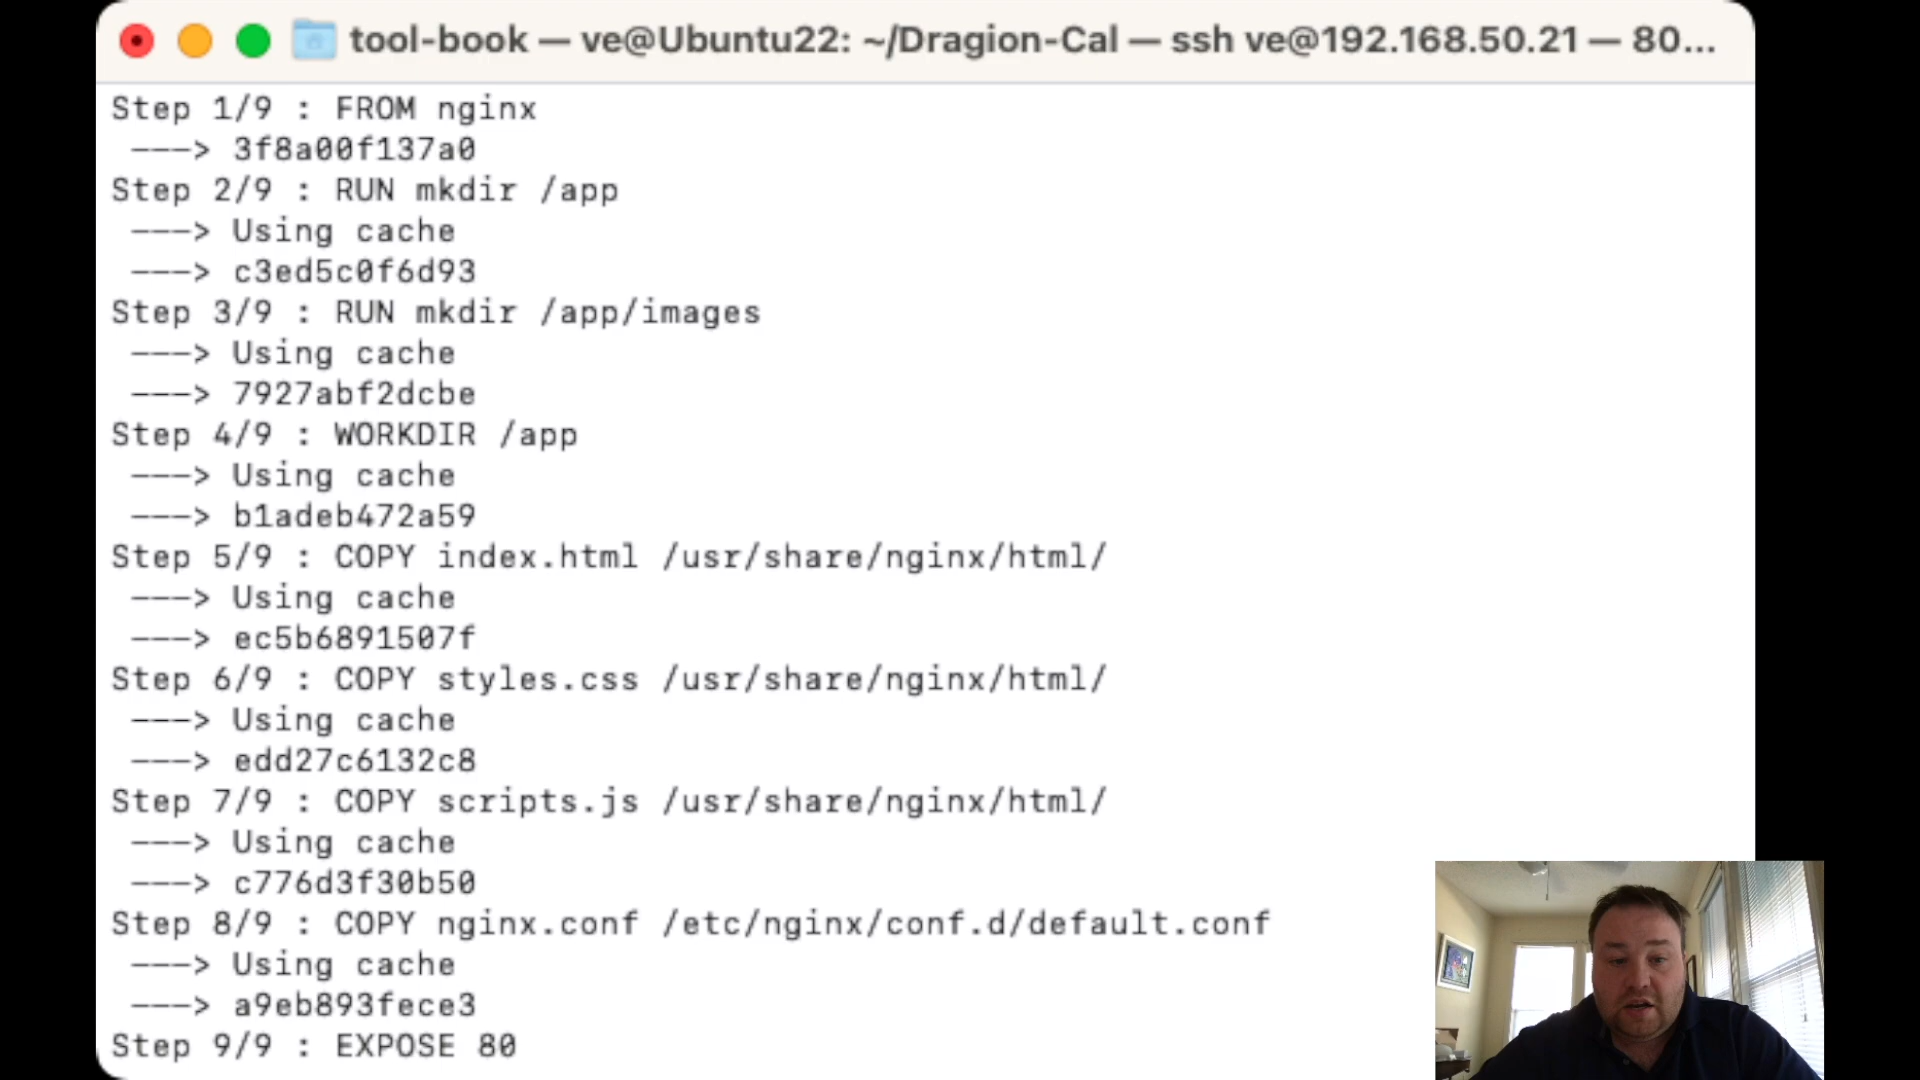 tool-book — ve@Ubuntu22: ~/Dragion-Cal — ssh ve@192.168.50.21 — 80...
Step 1/9 : FROM nginx
---> 3f8a00f137a0
Step 2/9 : RUN mkdir /app
---> Using cache
---> c3ed5c0f6d93
Step 3/9 : RUN mkdir /app/images
---> Using cache
---> 7927abf2dcbe
Step 4/9 : WORKDIR /app
---> Using cache
---> b1adeb472a59
Step 5/9 : COPY index.html /usr/share/nginx/html/
---> Using cache
---> ec5b6891507f
Step 6/9 : COPY styles.css /usr/share/nginx/html/
---> Using cache
---> edd27c6132c8
Step 7/9 : COPY scripts.js /usr/share/nginx/html/
---> Using cache
---> c776d3f30b50
Step 8/9 : COPY nginx.conf /etc/nginx/conf.d/default.conf
---> Using cache
---> a9eb893fece3
Step 9/9 : EXPOSE 80